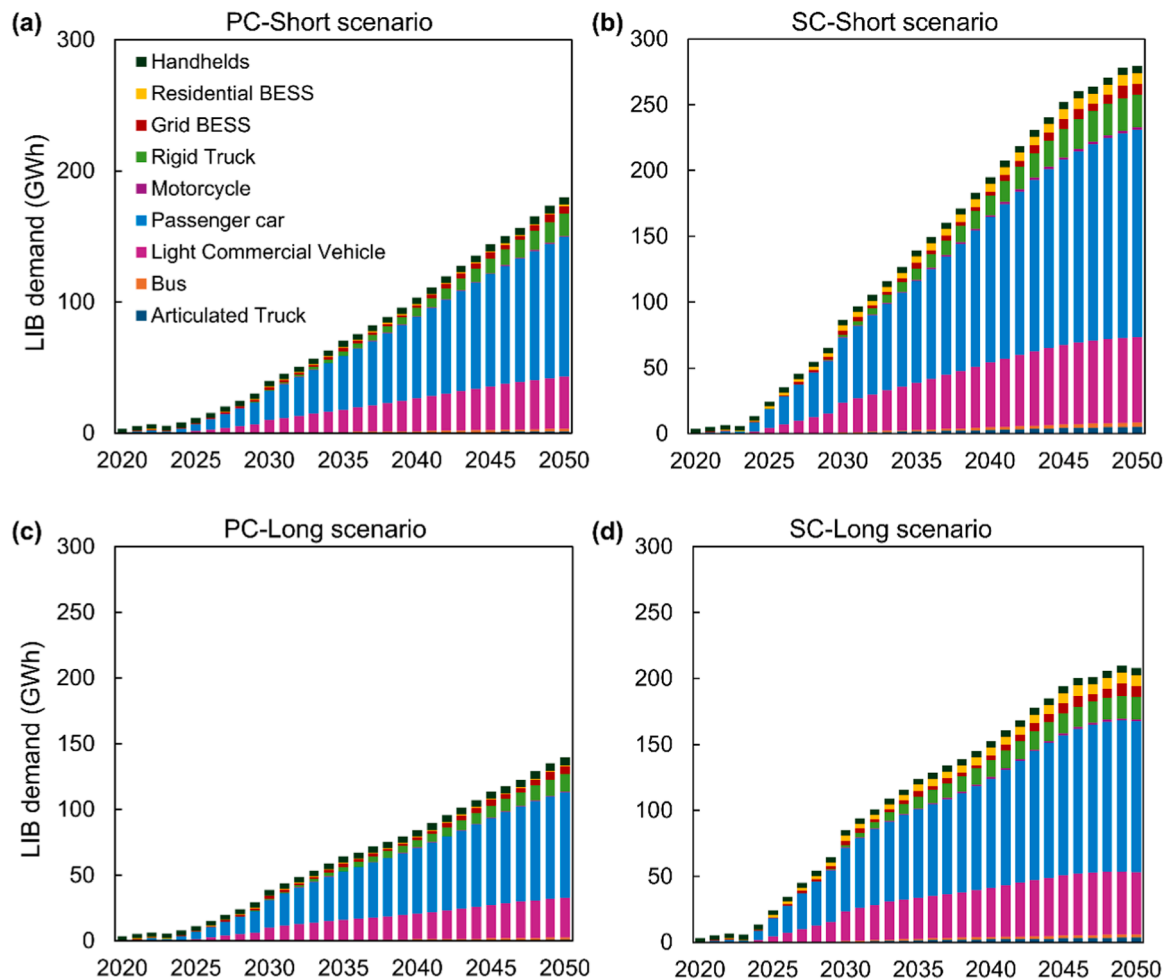 (a) PC-Short scenario
300
200
100
0
LIB demand (GWh)
Handhelds
Residential BESS
Grid BESS
Rigid Truck
Motorcycle
Passenger car
Light Commercial Vehicle
Bus
Articulated Truck
2020 2025 2030 2035 2040 2045 2050
(b) SC-Short scenario
300
250
200
150
100
50
0
2020 2025 2030 2035 2040 2045 2050
(c) PC-Long scenario
300
250
200
150
100
50
0
LIB demand (GWh)
2020 2025 2030 2035 2040 2045 2050
(d) SC-Long scenario
300
250
200
150
100
50
0
2020 2025 2030 2035 2040 2045 2050